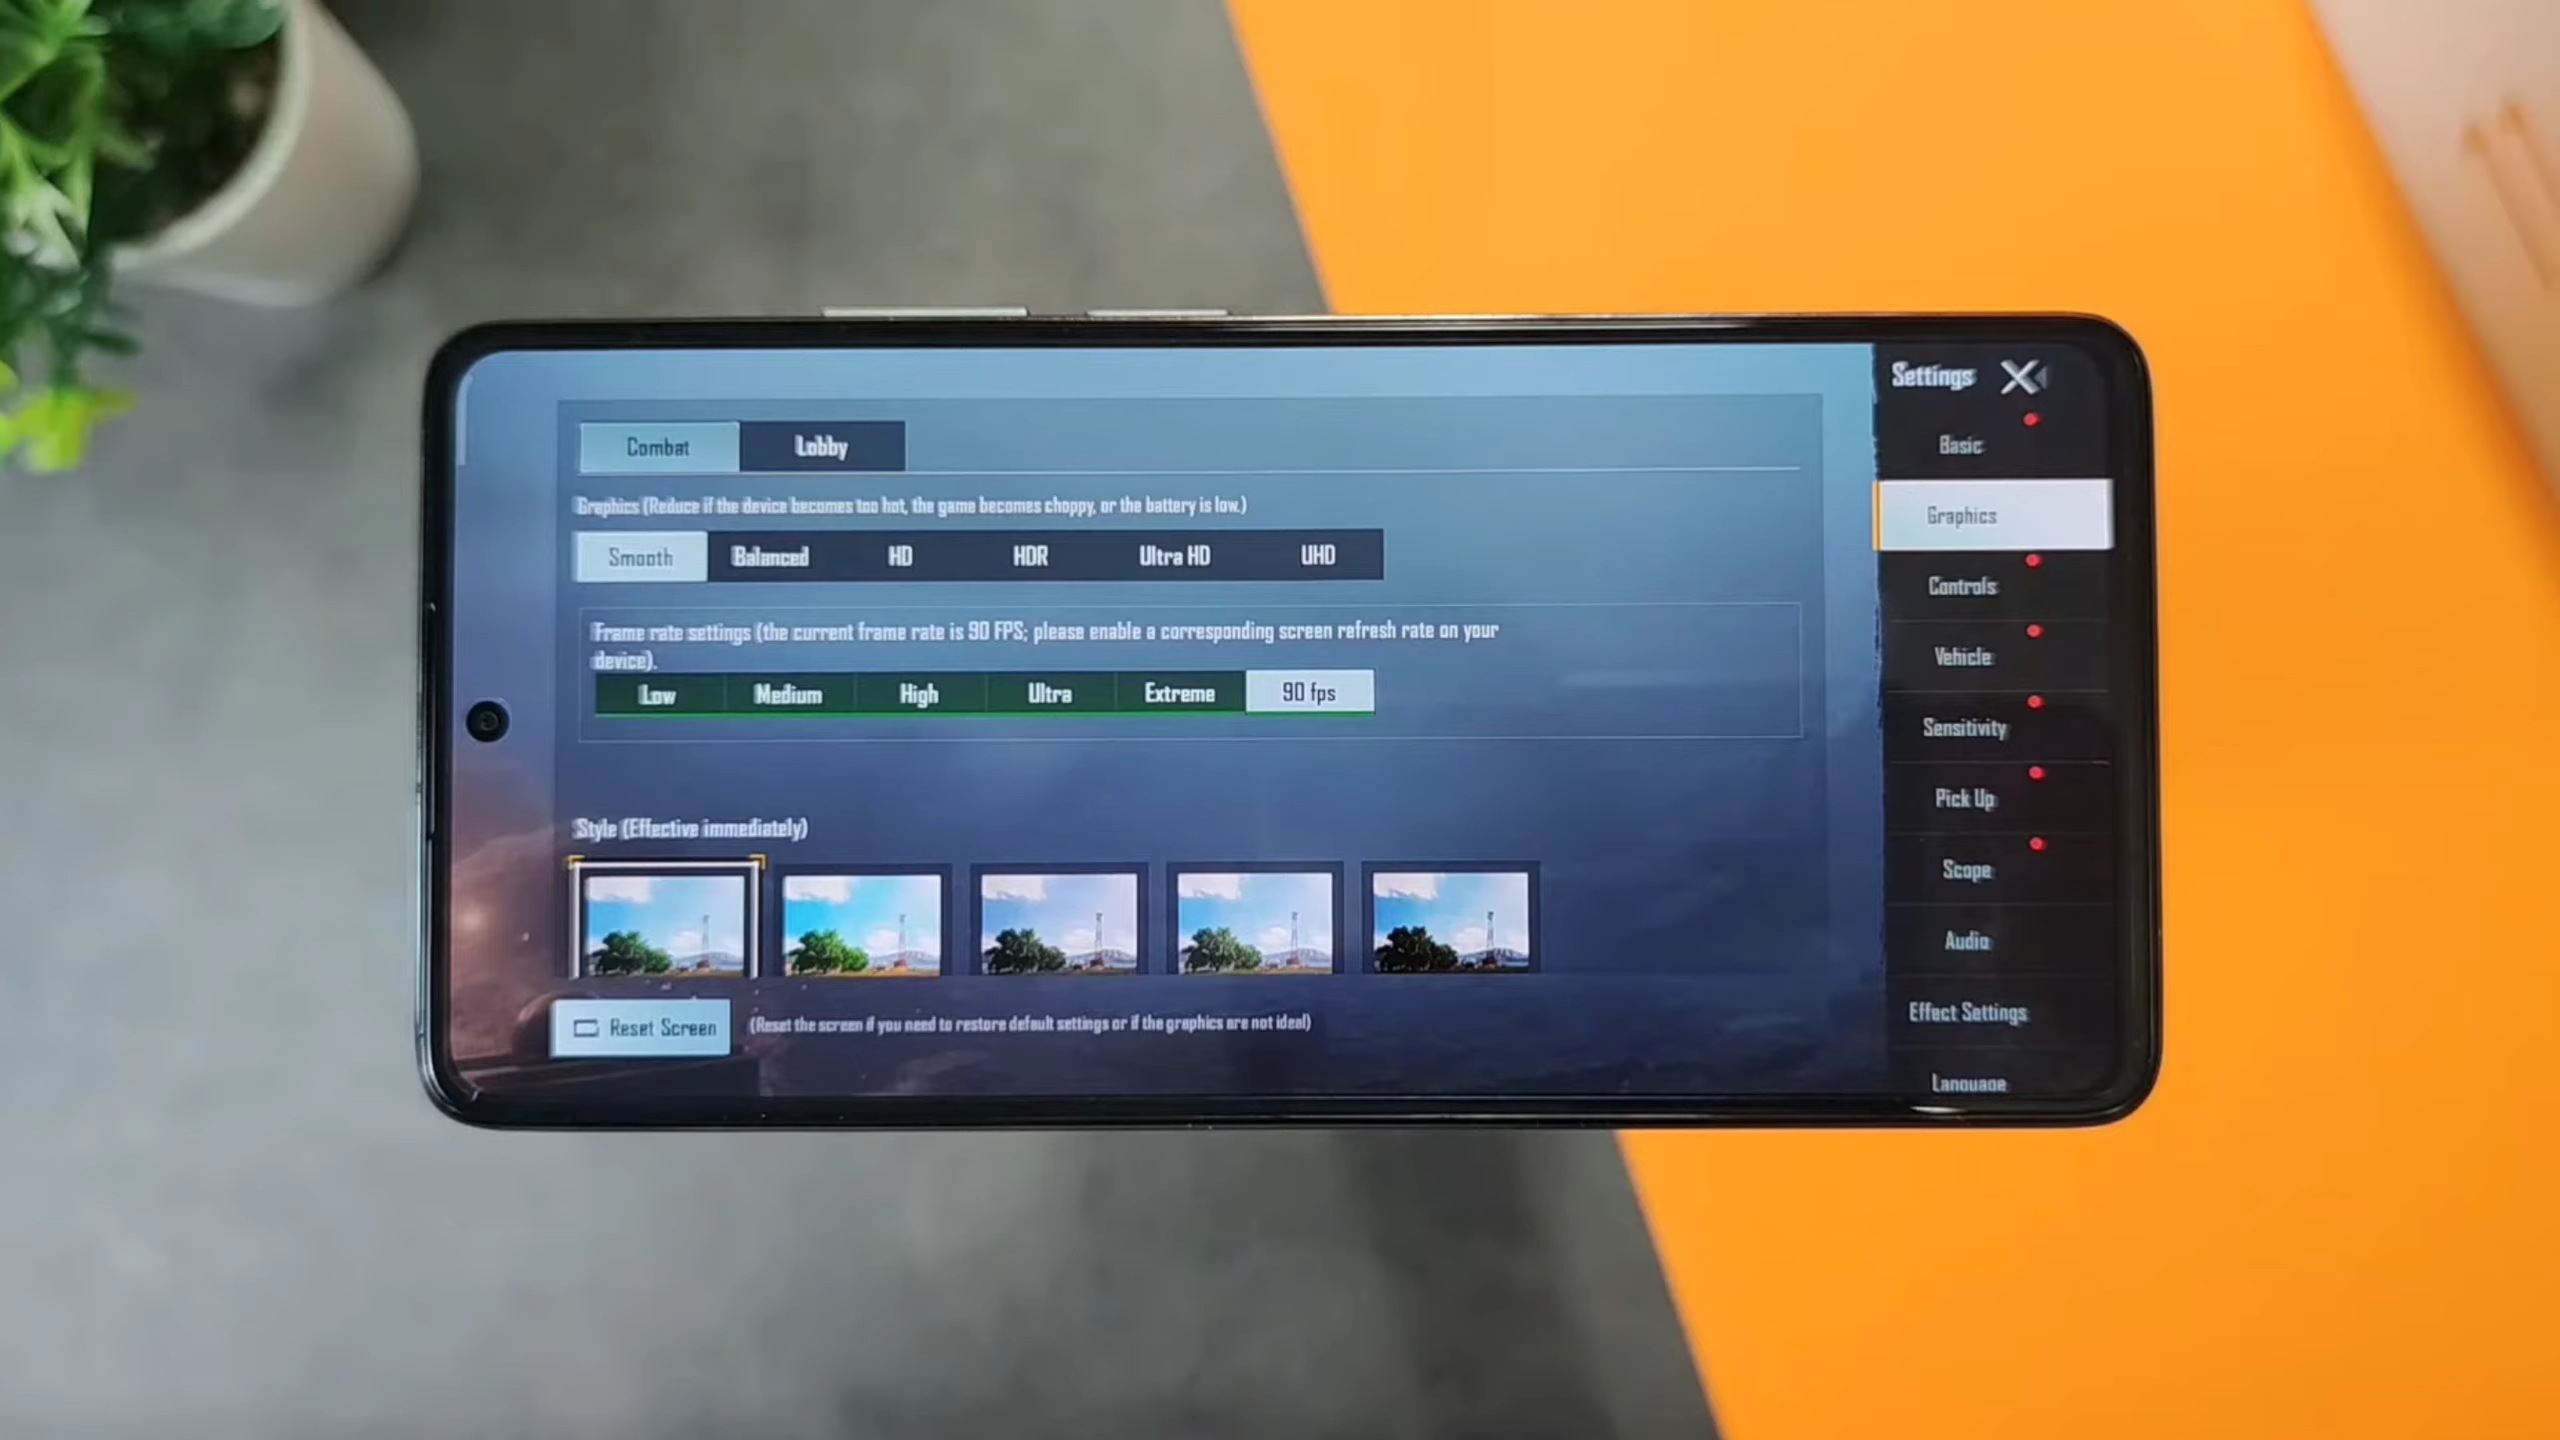 Settings
Combat
Lobby
Basic
Graphics (Reduce if the device becomes too hot, the game becomes choppy, or the battery is low.)
Graphics
Smooth
Balanced
HD
HDR
Ultra HD
UHD
Controls
Frame rate settings (the current frame rate is 90 FPS; please enable a corresponding screen refresh rate on your
device).
Vehicle
Low
Medium
High
Ultra
Extreme
90 fps
Sensitivity
Pick Up
Style (Effective immediately)
Scope
Audio
Reset Screen
(Reset the screen if you need to restore default settings or if the graphics are not ideal)
Effect Settings
Language